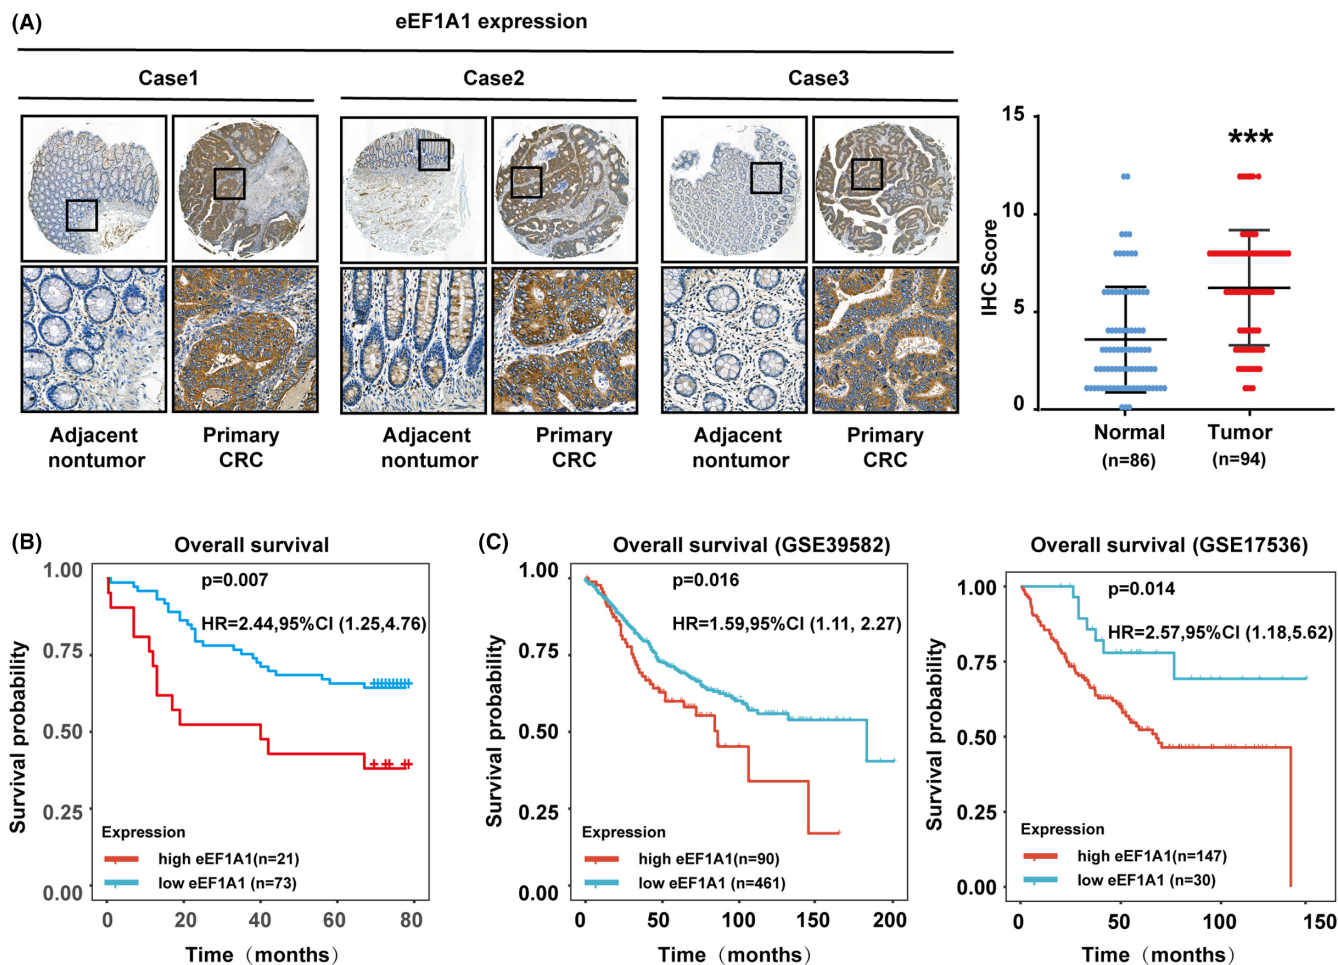 (A)
eEF1A1 expression
Case1
Case2
Case3
Adjacent
nontumor
Primary
CRC
Adjacent
nontumor
Primary
CRC
Adjacent
nontumor
Primary
CRC
15
10
5
0
IHC Score
***
Normal
(n=86)
Tumor
(n=94)
(B)
Overall survival
p=0.007
HR=2.44,95%CI (1.25,4.76)
1.00
0.75
0.50
0.25
0.00
Survival probability
Expression
high eEF1A1(n=21)
low eEF1A1 (n=73)
0 20 40 60 80
Time（months）
(C)
Overall survival (GSE39582)
p=0.016
HR=1.59,95%CI (1.11, 2.27)
1.00
0.75
0.50
0.25
0.00
Survival probability
Expression
high eEF1A1(n=90)
low eEF1A1 (n=461)
0 50 100 150 200
Time（months）
Overall survival (GSE17536)
p=0.014
HR=2.57,95%CI (1.18,5.62)
1.00
0.75
0.50
0.25
0.00
Survival probability
Expression
high eEF1A1(n=147)
low eEF1A1 (n=30)
0 50 100 150
Time（months）